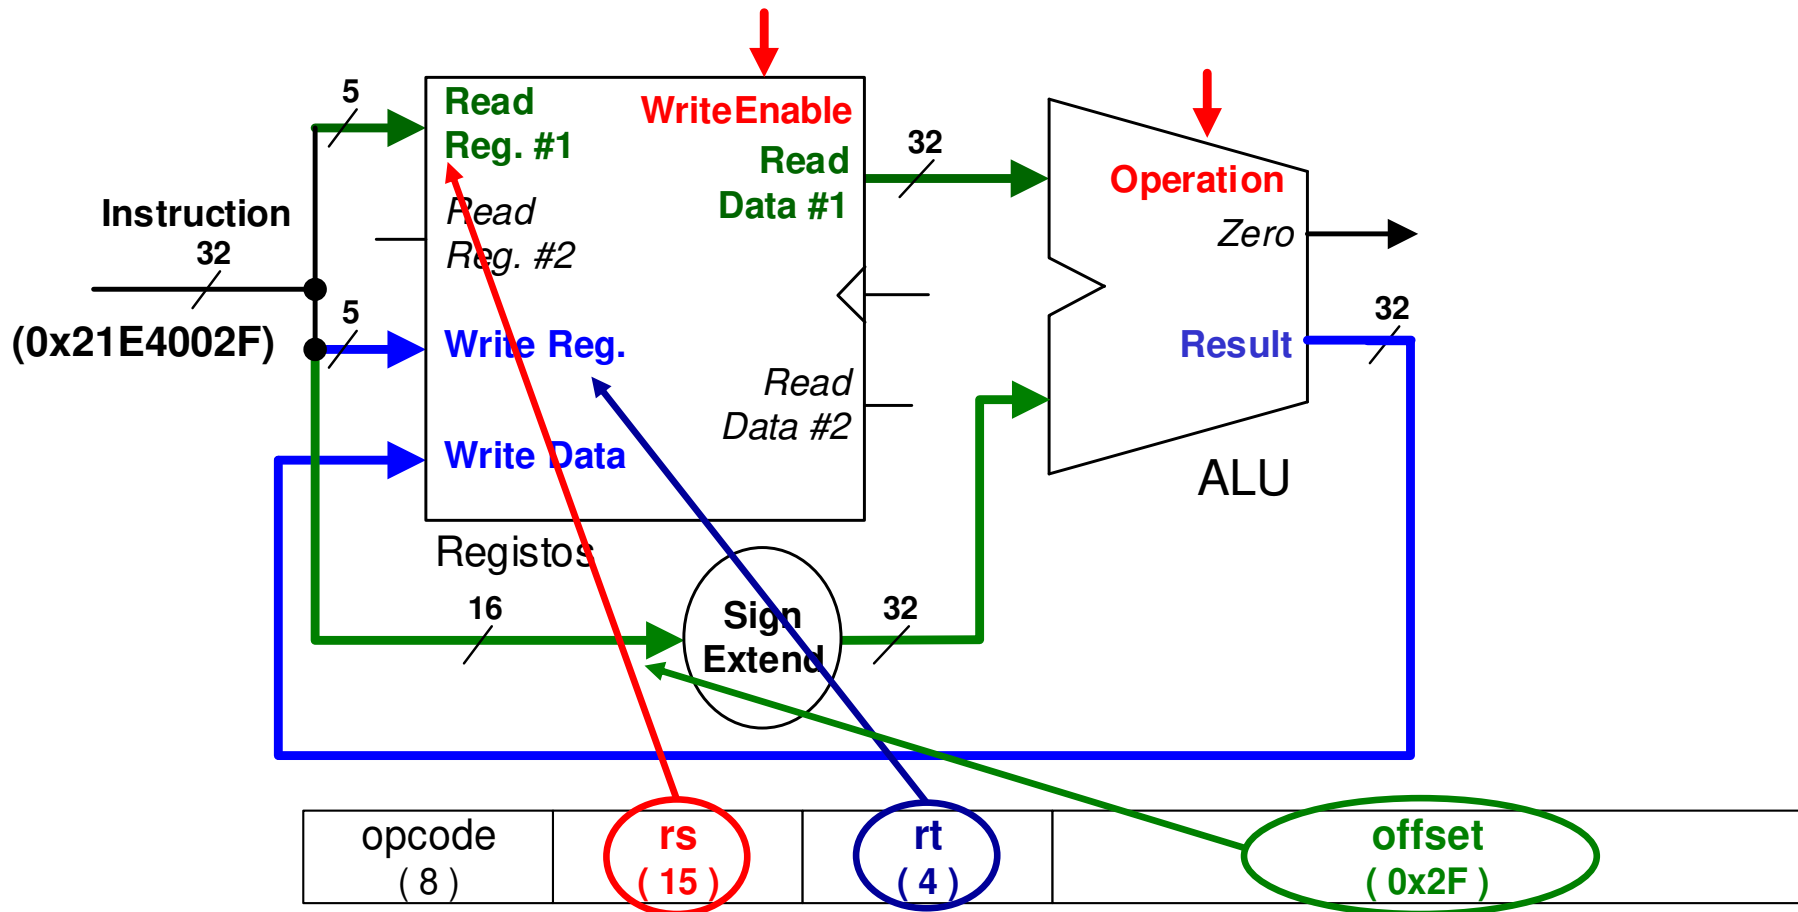 5
Read
Reg. #1
WriteEnable
Read
Data #1
32
Operation
Instruction
32
(0x21E4002F)
Read
Reg. #2
Zero
5
Write Reg.
Result
32
Read
Data #2
Write Data
ALU
Registos
16
Sign
Extend
32
opcode
( 8 )
rs
( 15 )
rt
( 4 )
offset
( 0x2F )